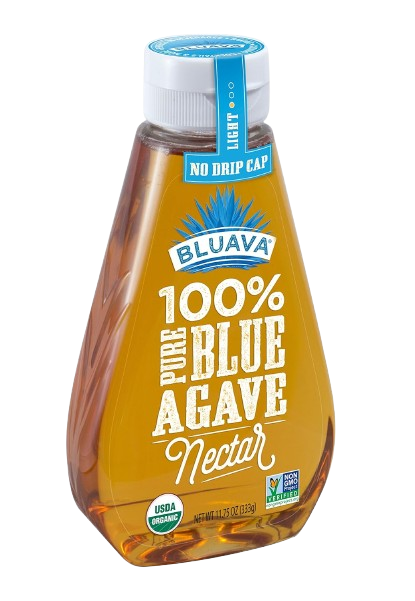 BLUAVA
LIGHT
NO DRIP CAP
BLUAVA®
100%
PURE
BLUE
AGAVE
Nectar
USDA
ORGANIC
NON
GMO
Project
VERIFIED
NET WT 11.75 OZ (333g)